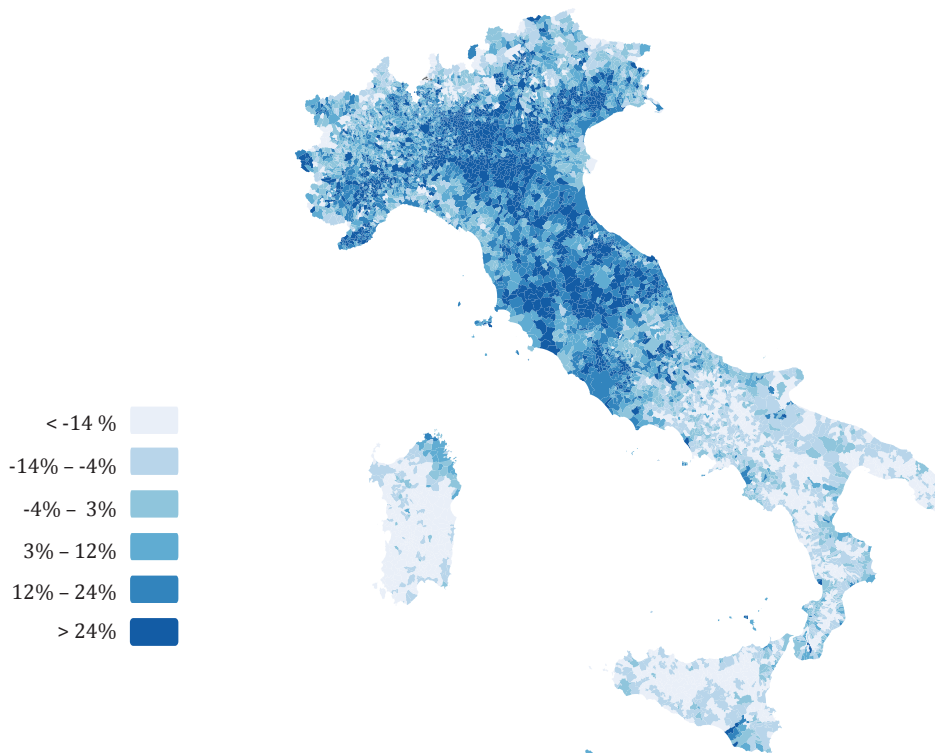 < -14 %
-14% – -4%
-4% –  3%
3% – 12%
12% – 24%
> 24%